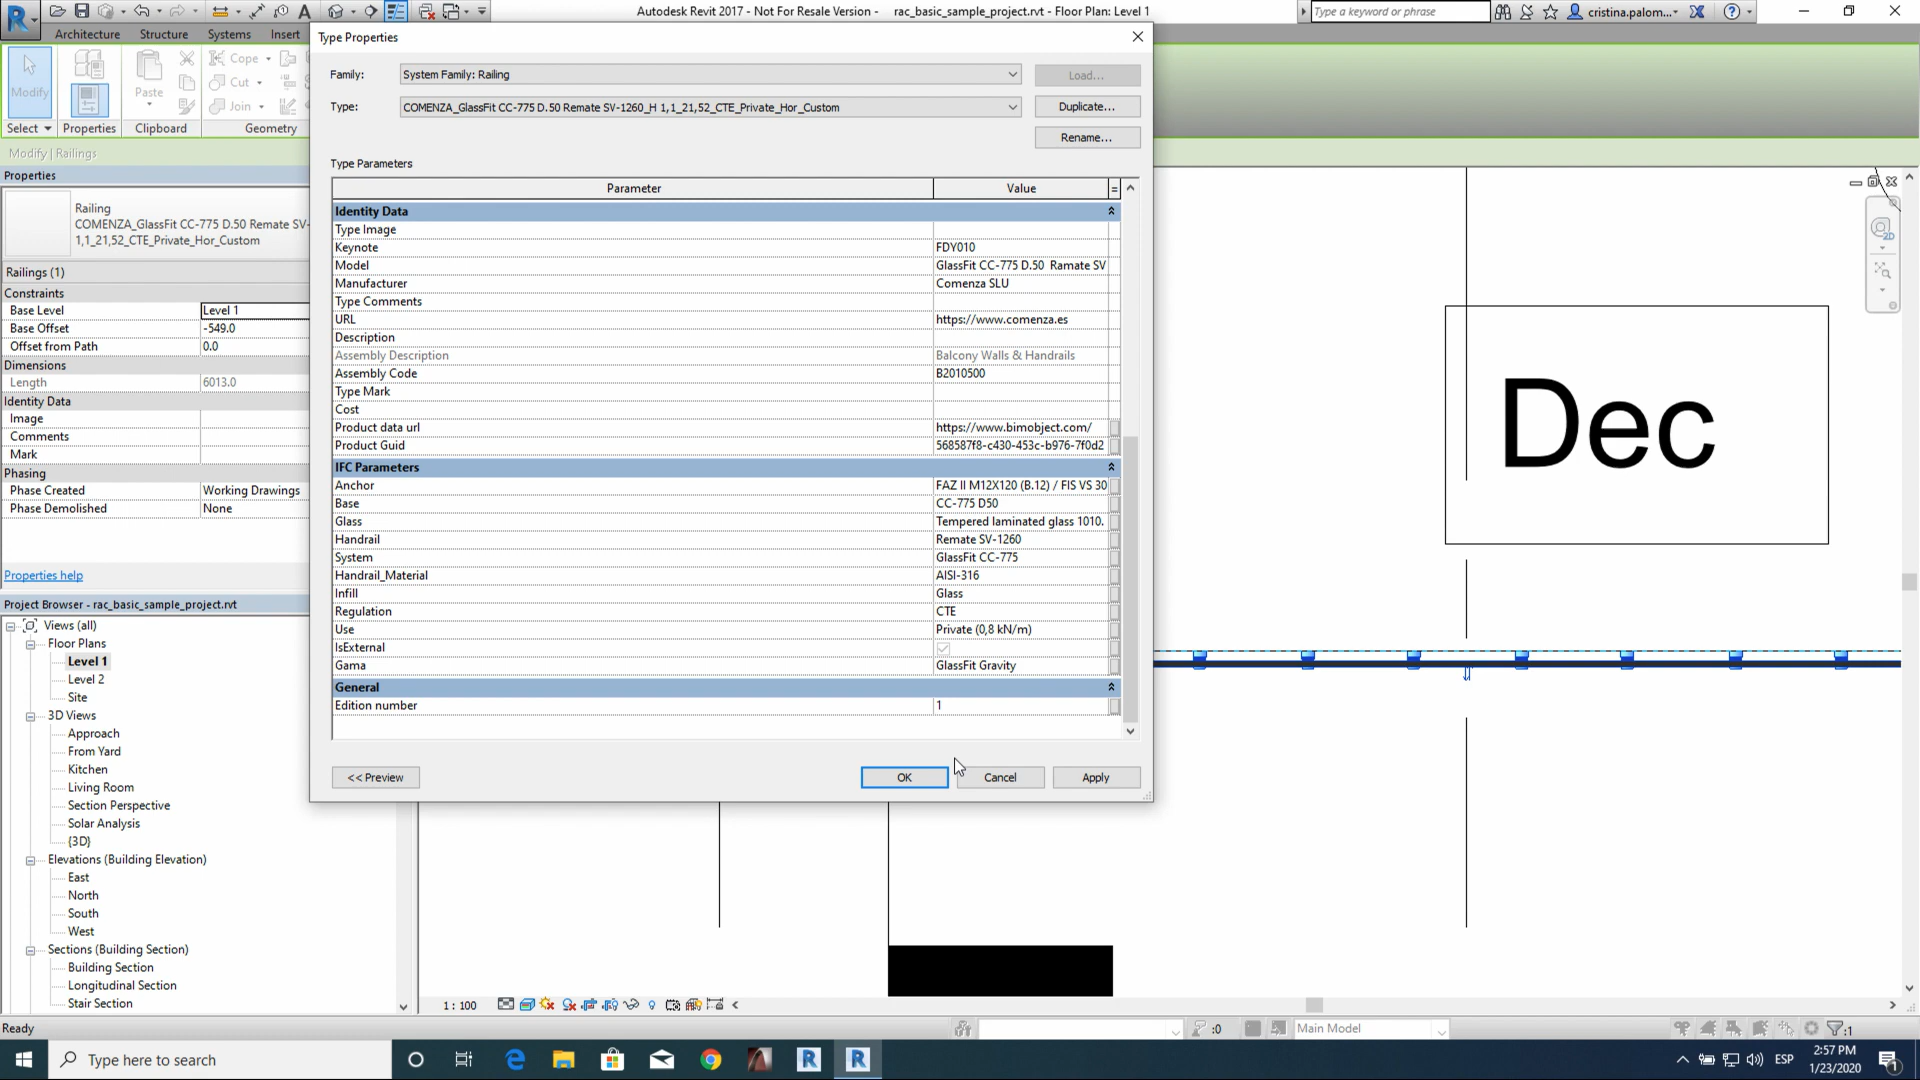 Autodesk Revit 2017 - Not For Resale Version - rac_basic_sample_project.rvt - Floor Plan: Level 1
Type a keyword or phrase
cristina.palom...
Architecture Structure Systems Insert
Modify
Select
Properties
Paste
Clipboard
Cope
Cut
Join
Geometry
Modify | Railings
Properties
Railing
COMENZA_GlassFit CC-775 D.50 Remate SV-
1,1_21,52_CTE_Private_Hor_Custom
Railings (1)
Constraints
Base Level Level 1
Base Offset -549.0
Offset from Path 0.0
Dimensions
Length 6013.0
Identity Data
Image
Comments
Mark
Phasing
Phase Created Working Drawings
Phase Demolished None
Properties help
Project Browser - rac_basic_sample_project.rvt
Views (all)
Floor Plans
Level 1
Level 2
Site
3D Views
Approach
From Yard
Kitchen
Living Room
Section Perspective
Solar Analysis
{3D}
Elevations (Building Elevation)
East
North
South
West
Sections (Building Section)
Building Section
Longitudinal Section
Stair Section
Type Properties
Family: System Family: Railing Load...
Type: COMENZA_GlassFit CC-775 D.50 Remate SV-1260_H 1,1_21,52_CTE_Private_Hor_Custom Duplicate...
Rename...
Type Parameters
Parameter Value =
Identity Data
Type Image
Keynote FDY010
Model GlassFit CC-775 D.50 Ramate SV
Manufacturer Comenza SLU
Type Comments
URL https://www.comenza.es
Description
Assembly Description Balcony Walls & Handrails
Assembly Code B2010500
Type Mark
Cost
Product data url https://www.bimobject.com/
Product Guid 568587f8-c430-453c-b976-7f0d2
IFC Parameters
Anchor FAZ II M12X120 (B.12) / FIS VS 30
Base CC-775 D50
Glass Tempered laminated glass 1010.
Handrail Remate SV-1260
System GlassFit CC-775
Handrail_Material AISI-316
Infill Glass
Regulation CTE
Use Private (0,8 kN/m)
IsExternal
Gama GlassFit Gravity
General
Edition number 1
<< Preview OK Cancel Apply
2D
Dec
1 : 100
Ready
:0
Main Model
:1
Type here to search
ESP
2:57 PM
1/23/2020
1